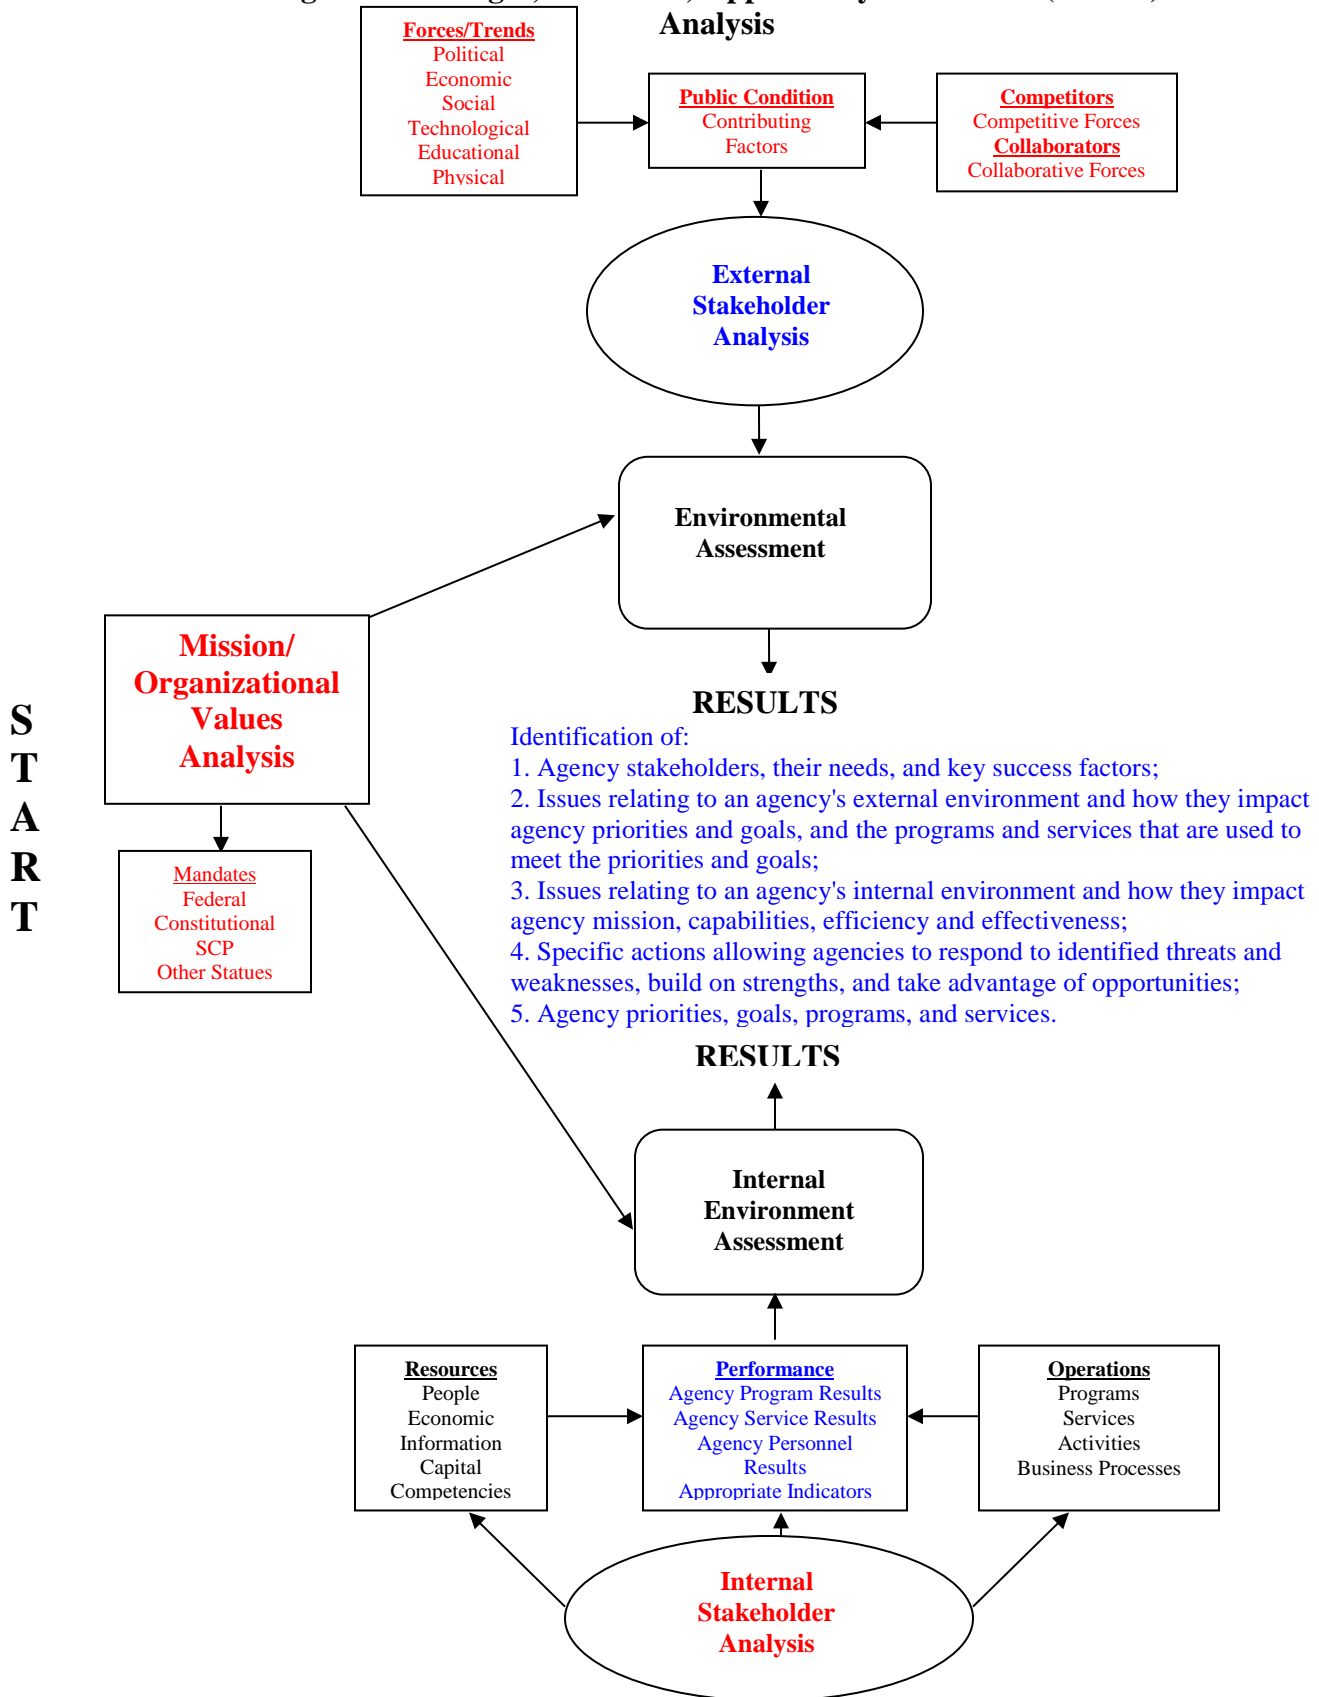 Analysis
Forces/Trends
Political
Economic
Social
Technological
Educational
Physical
Public Condition
Contributing
Factors
Competitors
Competitive Forces
Collaborators
Collaborative Forces
External
Stakeholder
Analysis
Environmental
Assessment
Mission/
Organizational
Values
Analysis
S
T
A
R
T
Mandates
Federal
Constitutional
SCP
Other Statues
RESULTS
Identification of:
1. Agency stakeholders, their needs, and key success factors;
2. Issues relating to an agency's external environment and how they impact
agency priorities and goals, and the programs and services that are used to
meet the priorities and goals;
3. Issues relating to an agency's internal environment and how they impact
agency mission, capabilities, efficiency and effectiveness;
4. Specific actions allowing agencies to respond to identified threats and
weaknesses, build on strengths, and take advantage of opportunities;
5. Agency priorities, goals, programs, and services.
RESULTS
Internal
Environment
Assessment
Resources
People
Economic
Information
Capital
Competencies
Performance
Agency Program Results
Agency Service Results
Agency Personnel
Results
Appropriate Indicators
Operations
Programs
Services
Activities
Business Processes
Internal
Stakeholder
Analysis